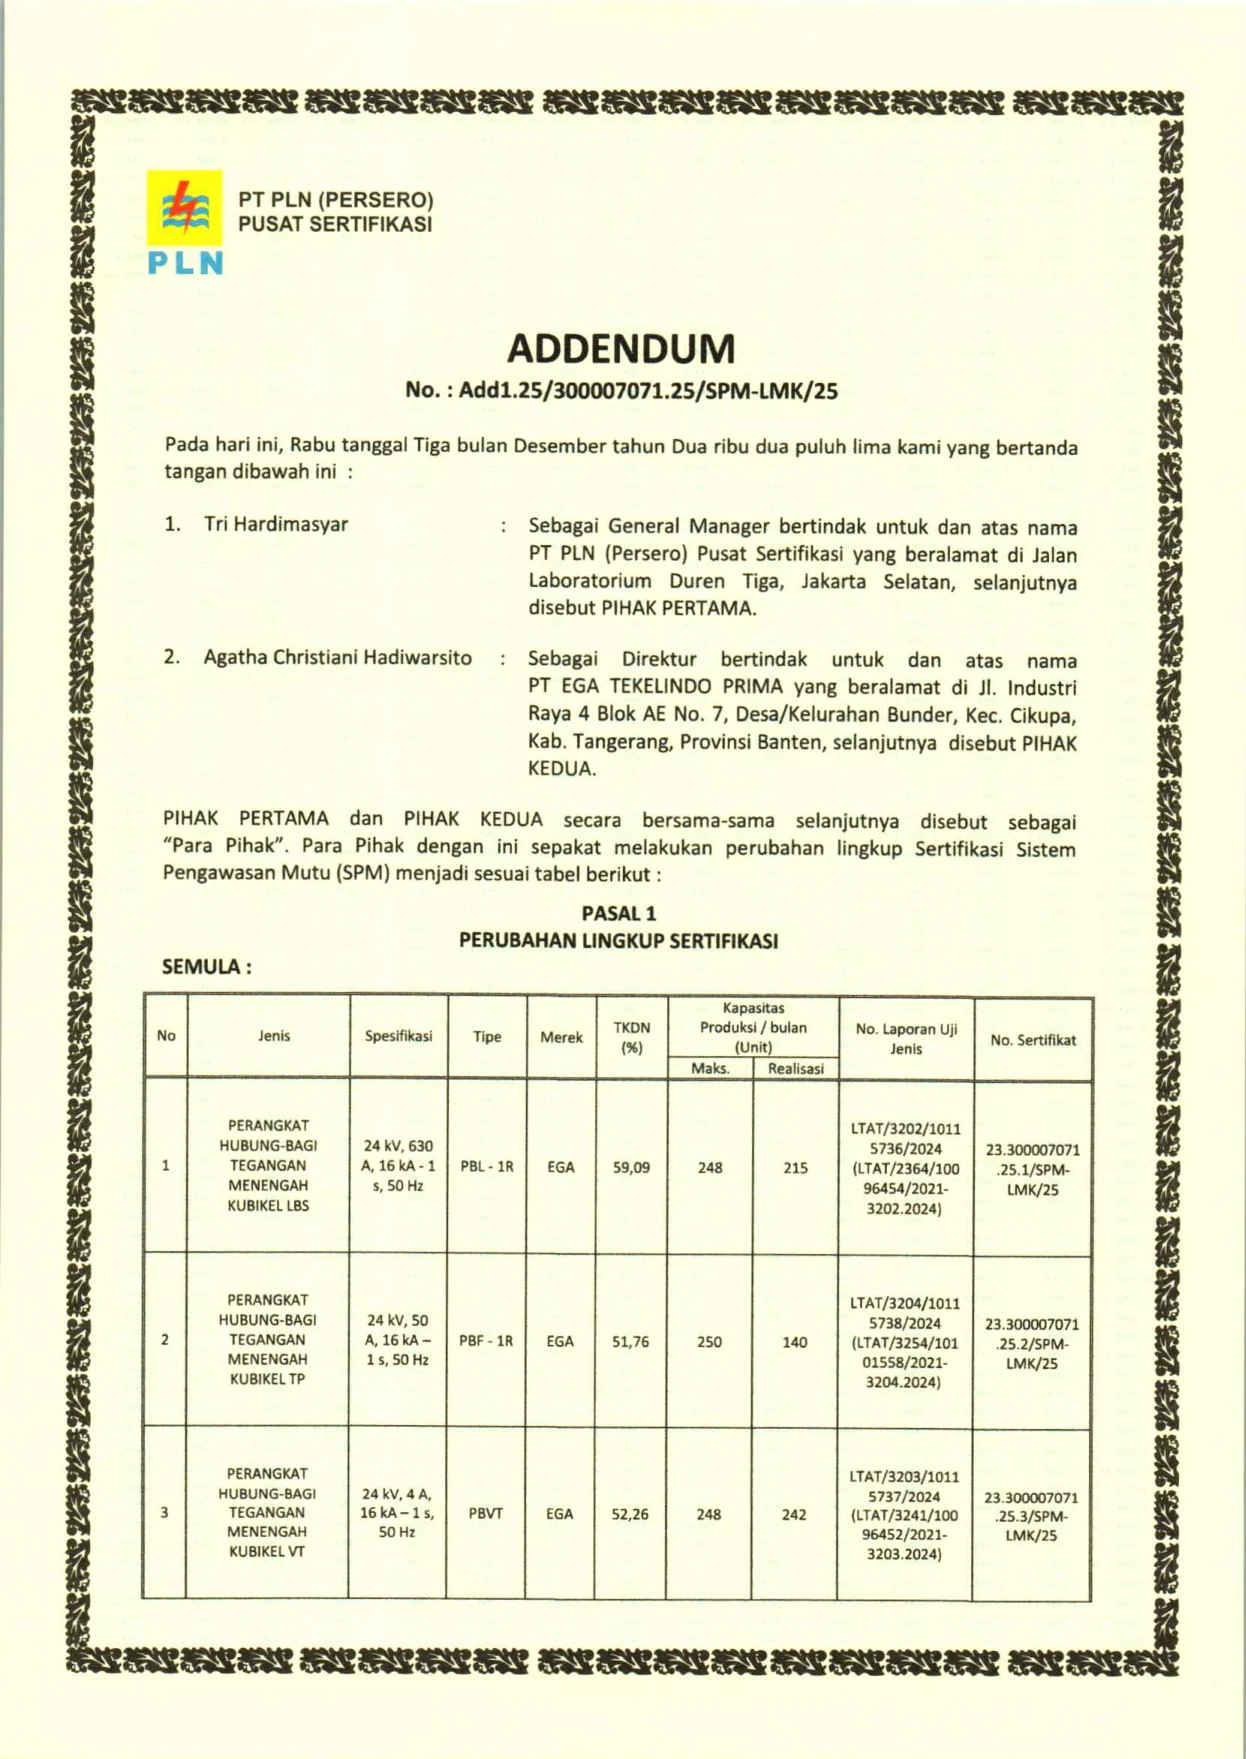 PT PLN (PERSERO)
PUSAT SERTIFIKASI
PLN
ADDENDUM
No. : Add1.25/300007071.25/SPM-LMK/25
Pada hari ini, Rabu tanggal Tiga bulan Desember tahun Dua ribu dua puluh lima kami yang bertanda
tangan dibawah ini :
1. Tri Hardimasyar : Sebagai General Manager bertindak untuk dan atas nama
PT PLN (Persero) Pusat Sertifikasi yang beralamat di Jalan
Laboratorium Duren Tiga, Jakarta Selatan, selanjutnya
disebut PIHAK PERTAMA.
2. Agatha Christiani Hadiwarsito : Sebagai Direktur bertindak untuk dan atas nama
PT EGA TEKELINDO PRIMA yang beralamat di Jl. Industri
Raya 4 Blok AE No. 7, Desa/Kelurahan Bunder, Kec. Cikupa,
Kab. Tangerang, Provinsi Banten, selanjutnya disebut PIHAK
KEDUA.
PIHAK PERTAMA dan PIHAK KEDUA secara bersama-sama selanjutnya disebut sebagai
“Para Pihak”. Para Pihak dengan ini sepakat melakukan perubahan lingkup Sertifikasi Sistem
Pengawasan Mutu (SPM) menjadi sesuai tabel berikut :
PASAL 1
PERUBAHAN LINGKUP SERTIFIKASI
SEMULA :
No
Jenis
Spesifikasi
Tipe
Merek
TKDN
(%)
Kapasitas
Produksi / bulan
(Unit)
Maks.
Realisasi
No. Laporan Uji
Jenis
No. Sertifikat
1
PERANGKAT
HUBUNG-BAGI
TEGANGAN
MENENGAH
KUBIKEL LBS
24 kV, 630
A, 16 kA - 1
s, 50 Hz
PBL - 1R
EGA
59,09
248
215
LTAT/3202/1011
5736/2024
(LTAT/2364/100
96454/2021-
3202.2024)
23.300007071
.25.1/SPM-
LMK/25
2
PERANGKAT
HUBUNG-BAGI
TEGANGAN
MENENGAH
KUBIKEL TP
24 kV, 50
A, 16 kA –
1 s, 50 Hz
PBF - 1R
EGA
51,76
250
140
LTAT/3204/1011
5738/2024
(LTAT/3254/101
01558/2021-
3204.2024)
23.300007071
.25.2/SPM-
LMK/25
3
PERANGKAT
HUBUNG-BAGI
TEGANGAN
MENENGAH
KUBIKEL VT
24 kV, 4 A,
16 kA – 1 s,
50 Hz
PBVT
EGA
52,26
248
242
LTAT/3203/1011
5737/2024
(LTAT/3241/100
96452/2021-
3203.2024)
23.300007071
.25.3/SPM-
LMK/25